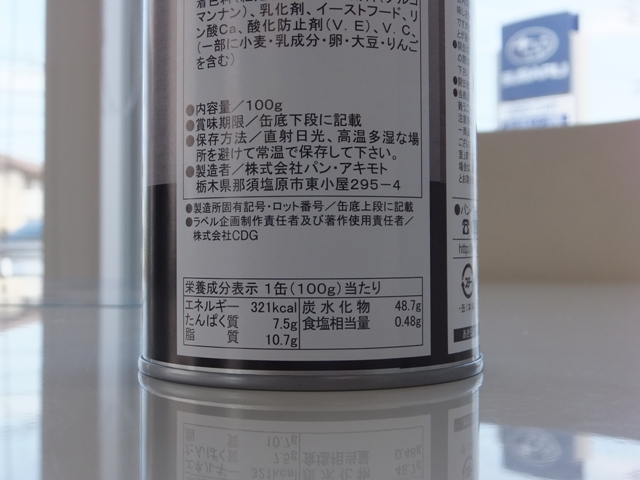 マンナン)、乳化剤、イーストフード、リ
ン酸Ca、酸化防止剤(V.E)、V.C、
(一部に小麦・乳成分・卵・大豆・りんご
を含む)
●内容量/100g
●賞味期限/缶底下段に記載
●保存方法/直射日光、高温多湿な場
所を避けて常温で保存して下さい。
●製造者/株式会社パン・アキモト
栃木県那須塩原市東小屋295-4
●製造所固有記号・ロット番号/缶底上段に記載
●ラベル企画制作責任者及び著作使用責任者/
株式会社CDG
栄養成分表示 1缶(100g)当たり
エネルギー 321kcal 炭水化物 48.7g
たんぱく質 7.5g 食塩相当量 0.48g
脂質 10.7g
SUBARU